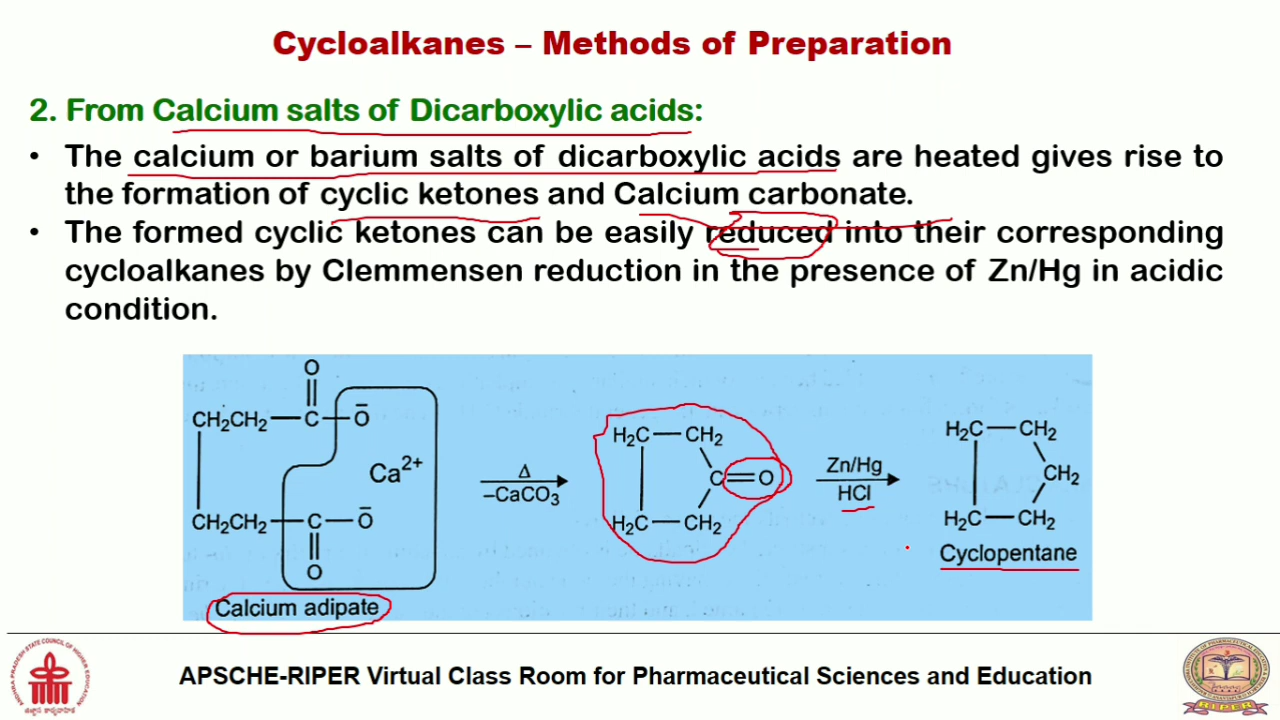 Cycloalkanes – Methods of Preparation
2. From Calcium salts of Dicarboxylic acids:
• The calcium or barium salts of dicarboxylic acids are heated gives rise to
the formation of cyclic ketones and Calcium carbonate.
• The formed cyclic ketones can be easily reduced into their corresponding
cycloalkanes by Clemmensen reduction in the presence of Zn/Hg in acidic
condition.
O
CH₂CH₂ — C — Ō
Ca²⁺
CH₂CH₂ — C — Ō
O
Calcium adipate
Δ
–CaCO₃
H₂C — CH₂
C=O
H₂C — CH₂
Zn/Hg
HCl
H₂C — CH₂
CH₂
H₂C — CH₂
Cyclopentane
APSCHE-RIPER Virtual Class Room for Pharmaceutical Sciences and Education
RIPER